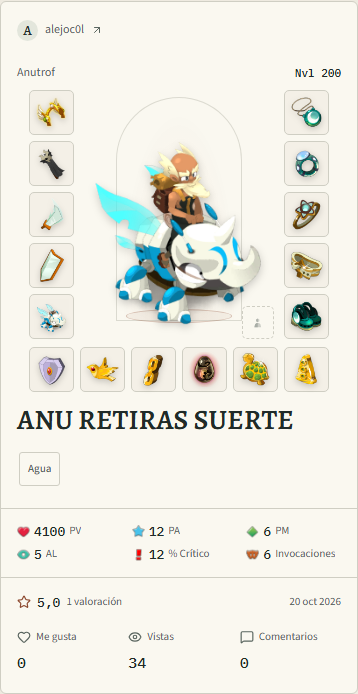 A alejoc0l
Anutrof Nvl 200
ANU RETIRAS SUERTE
Agua
4100 PV 12 PA 6 PM
5 AL 12 % Crítico 6 Invocaciones
5,0 1 valoración 20 oct 2026
Me gusta Vistas Comentarios
0 34 0